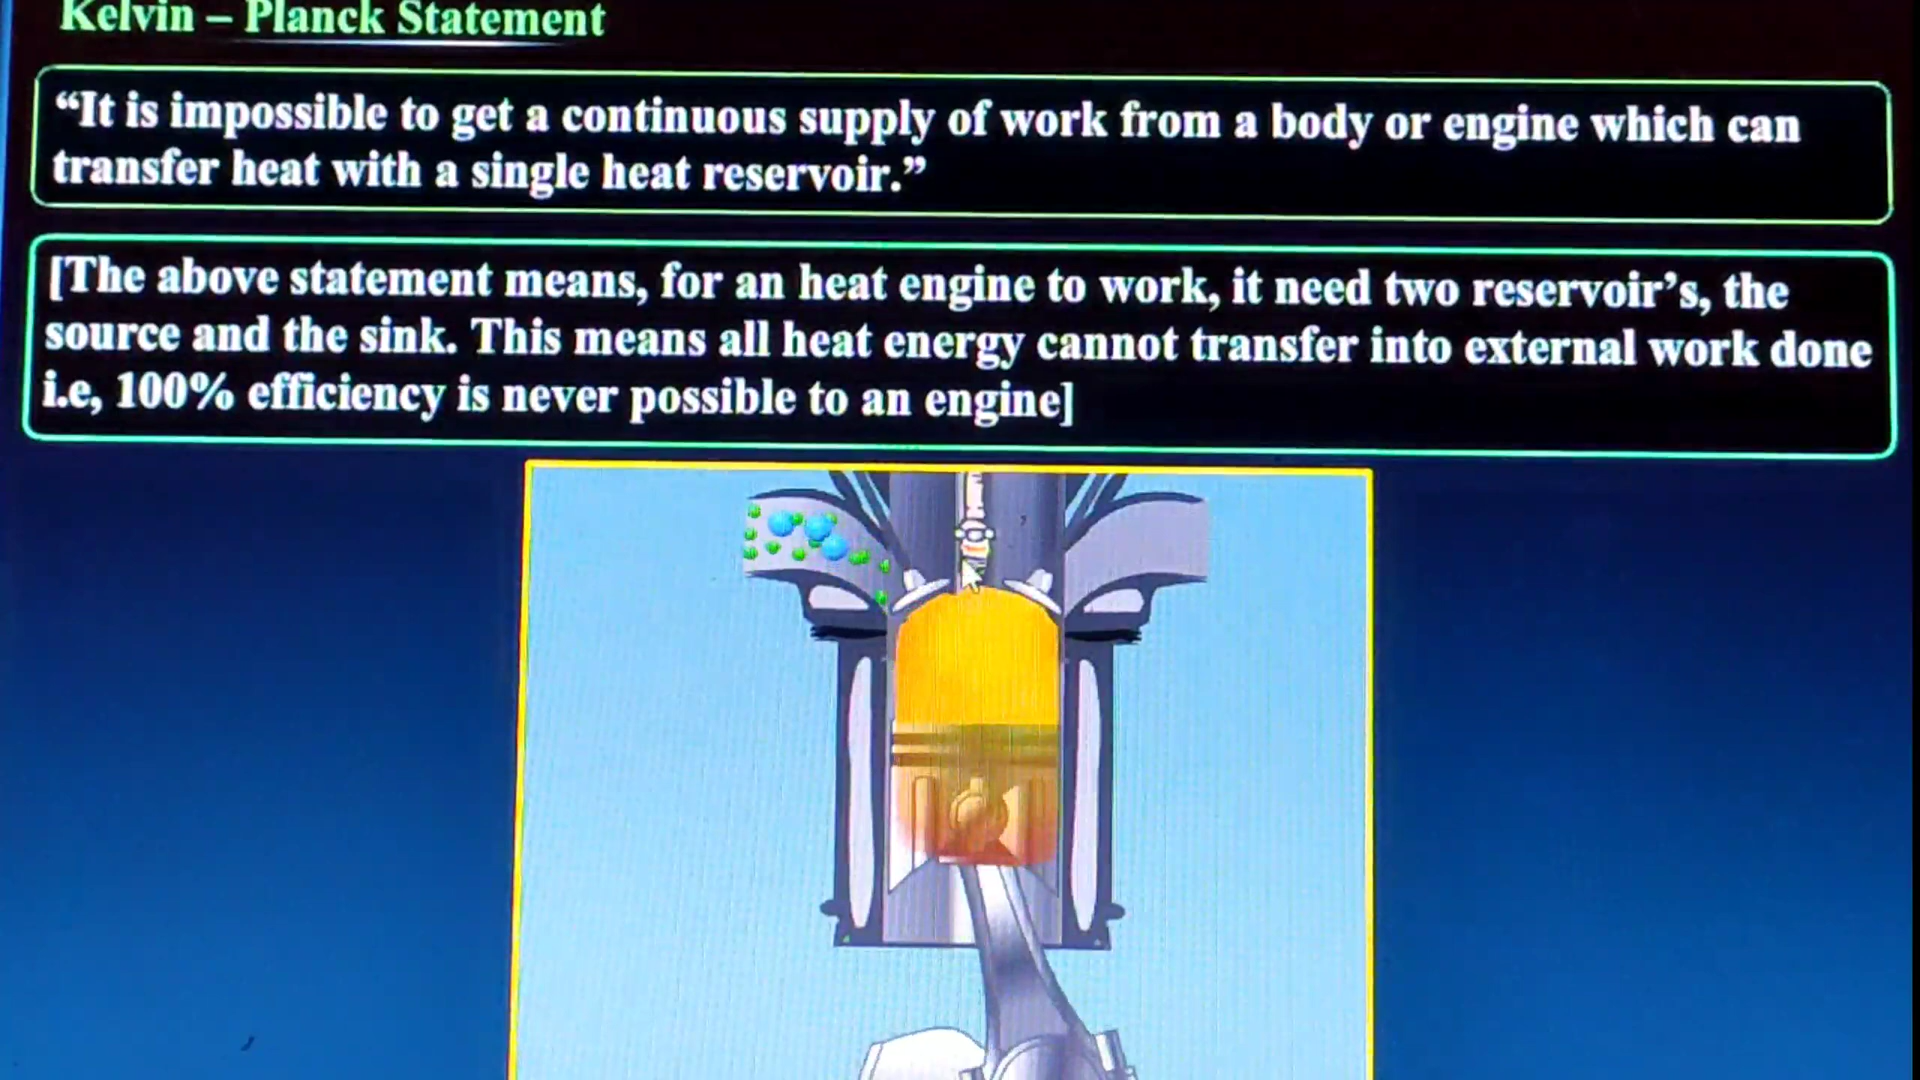 Kelvin – Planck Statement
“It is impossible to get a continuous supply of work from a body or engine which can
transfer heat with a single heat reservoir.”
[The above statement means, for an heat engine to work, it need two reservoir’s, the
source and the sink. This means all heat energy cannot transfer into external work done
i.e, 100% efficiency is never possible to an engine]